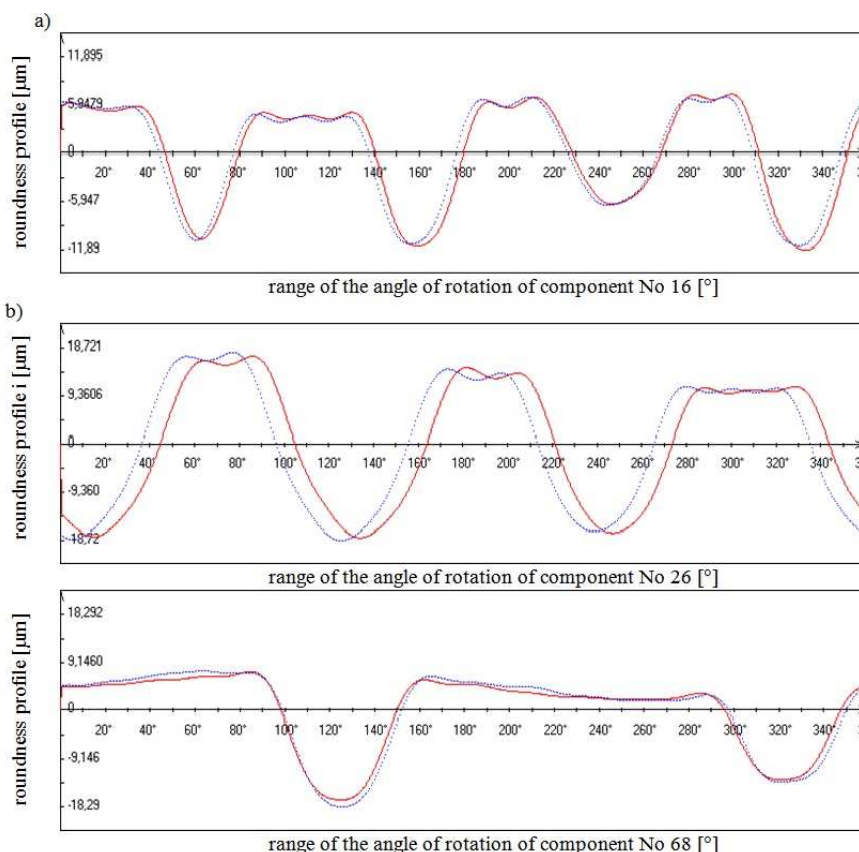 a)
roundness profile [μm]
11,895
5,9479
0
-5,947
-11,89
20° 40° 60° 80° 100° 120° 140° 160° 180° 200° 220° 240° 260° 280° 300° 320° 340° 3
range of the angle of rotation of component No 16 [°]
b)
roundness profile i [μm]
18,721
9,3606
0
-9,360
-18,72
20° 40° 60° 80° 100° 120° 140° 160° 180° 200° 220° 240° 260° 280° 300° 320° 340° 3
range of the angle of rotation of component No 26 [°]
roundness profile [μm]
18,292
9,1460
0
-9,146
-18,29
20° 40° 60° 80° 100° 120° 140° 160° 180° 200° 220° 240° 260° 280° 300° 320° 340° 3
range of the angle of rotation of component No 68 [°]